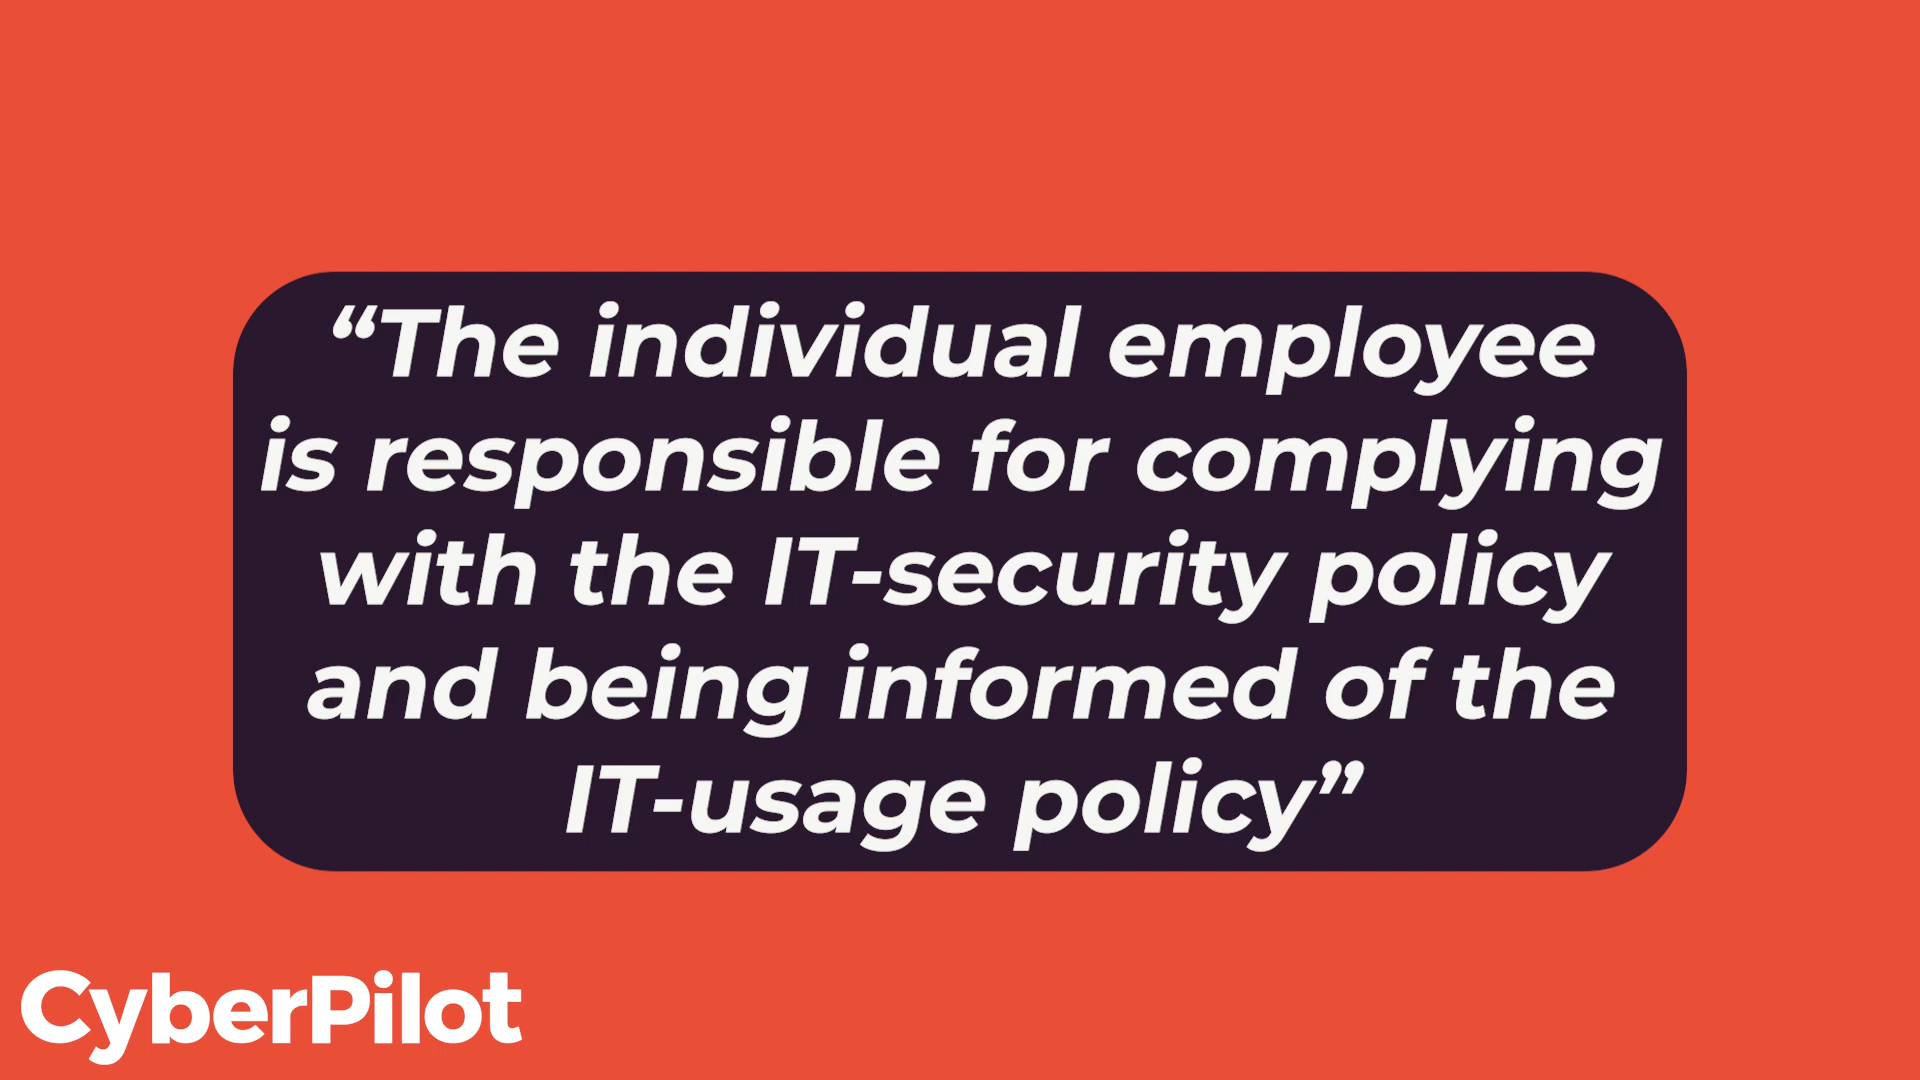 “The individual employee
is responsible for complying
with the IT-security policy
and being informed of the
IT-usage policy”
CyberPilot